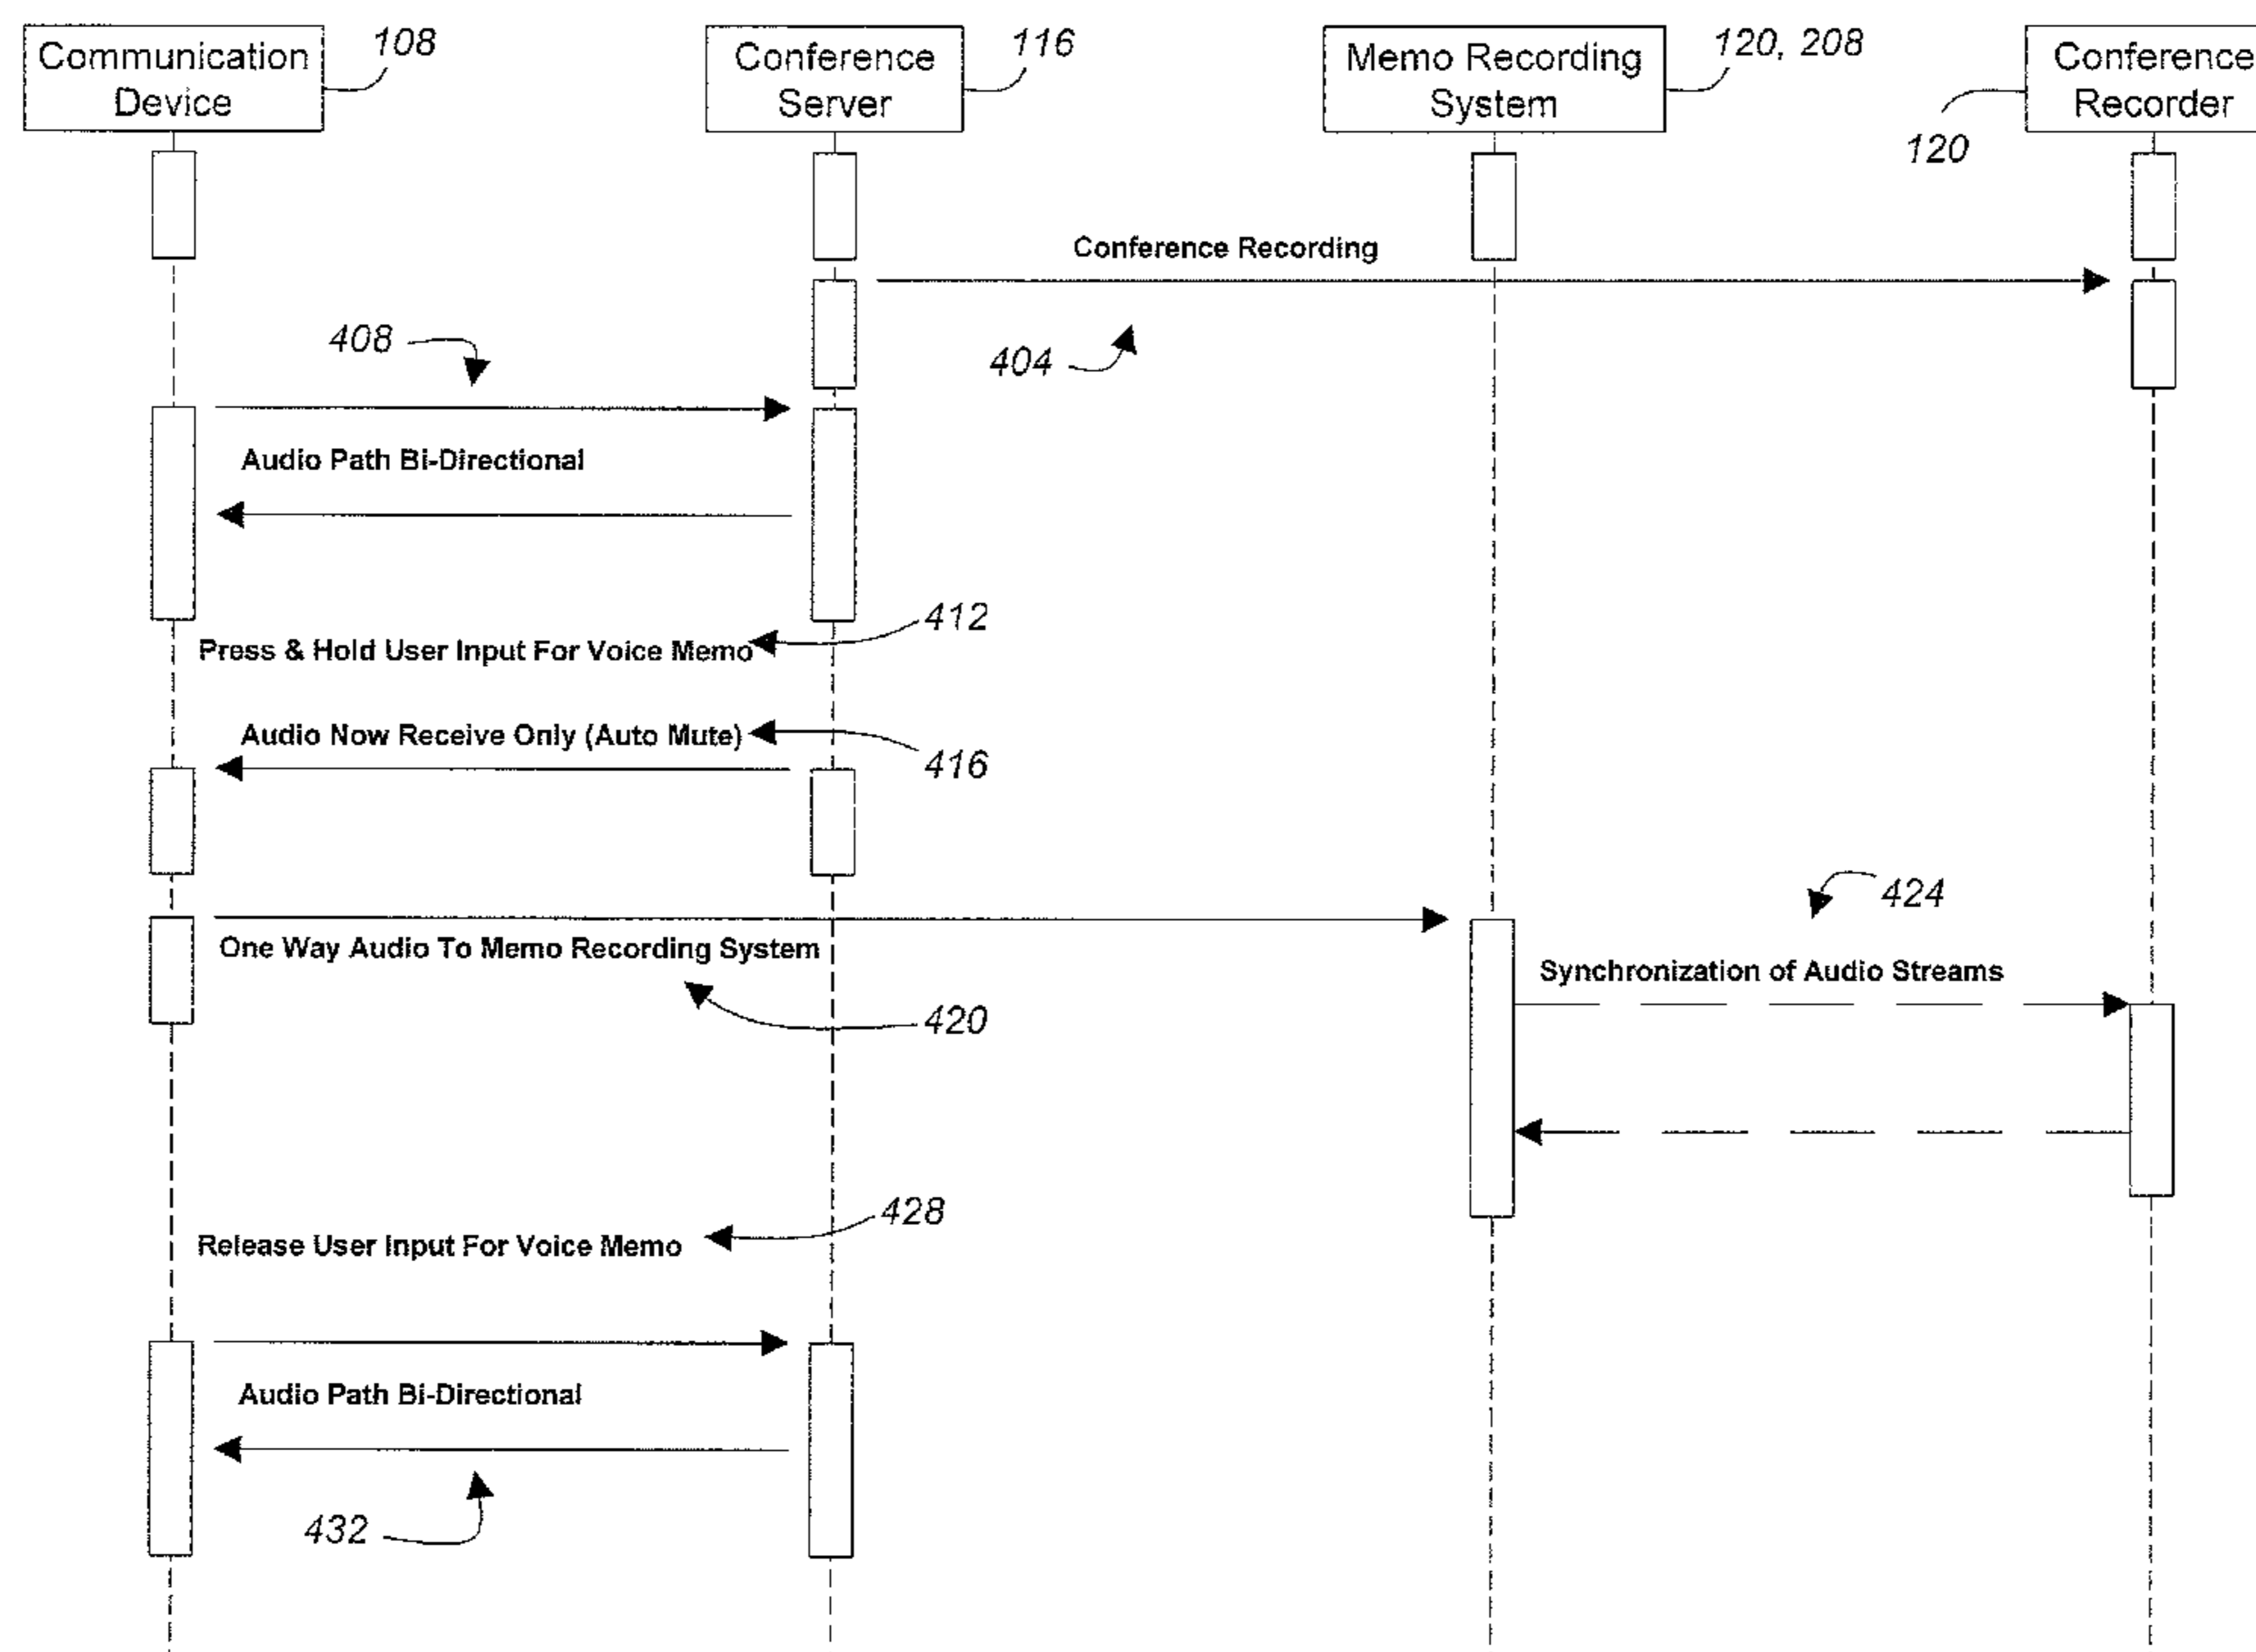 Communication
Device
108
Conference
Server
116
Memo Recording
System
120, 208
Conference
Recorder
120
Conference Recording
404
408
Audio Path Bi-Directional
412
Press & Hold User Input For Voice Memo
Audio Now Receive Only (Auto Mute)
416
424
One Way Audio To Memo Recording System
Synchronization of Audio Streams
420
428
Release User Input For Voice Memo
Audio Path Bi-Directional
432